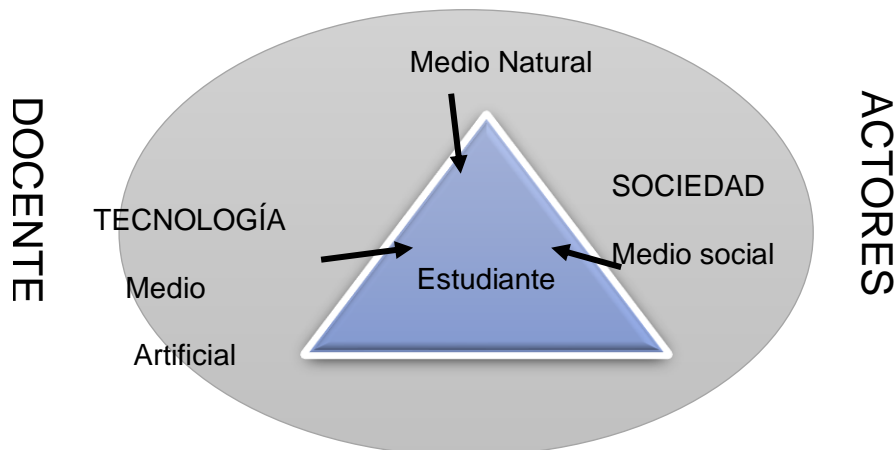 Medio Natural
DOCENTE
ACTORES
SOCIEDAD
TECNOLOGÍA
Medio social
Estudiante
Medio
Artificial